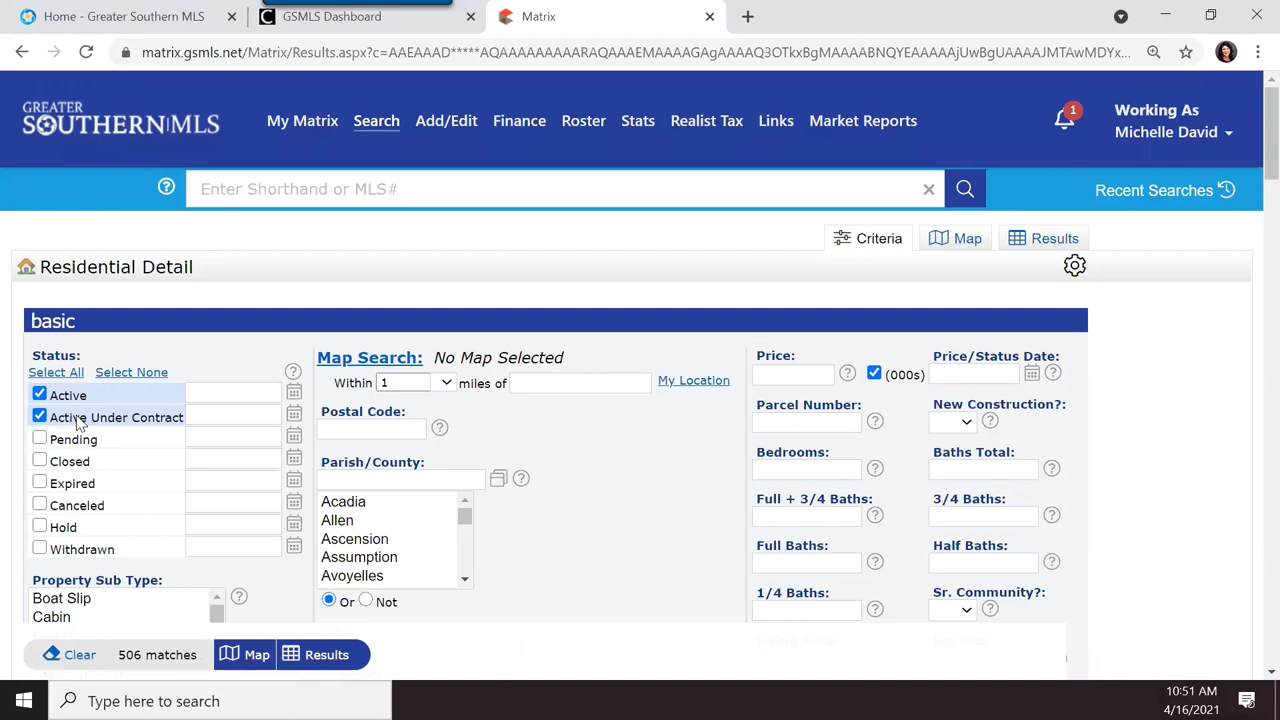 Home - Greater Southern MLS
GSMLS Dashboard
Matrix
matrix.gsmls.net/Matrix/Results.aspx?c=AAEAAAD*****AQAAAAAAAAARAQAAAEMAAAAGAgAAAAQ3OTkxBgMAAAABNQYEAAAAAjUwBgUAAAAJMTAwMDYx...
GREATER
SOUTHERN MLS
My Matrix Search Add/Edit Finance Roster Stats Realist Tax Links Market Reports
1
Working As
Michelle David
Enter Shorthand or MLS#
Recent Searches
Criteria Map Results
Residential Detail
basic
Status:
Select All Select None
Active
Active Under Contract
Pending
Closed
Expired
Canceled
Hold
Withdrawn
Property Sub Type:
Boat Slip
Cabin
Map Search: No Map Selected
Within 1 miles of
My Location
Postal Code:
Parish/County:
Acadia
Allen
Ascension
Assumption
Avoyelles
Or Not
Price:
(000s)
Price/Status Date:
Parcel Number:
New Construction?:
Bedrooms:
Baths Total:
Full + 3/4 Baths:
3/4 Baths:
Full Baths:
Half Baths:
1/4 Baths:
Sr. Community?:
Clear 506 matches Map Results
Type here to search
10:51 AM
4/16/2021